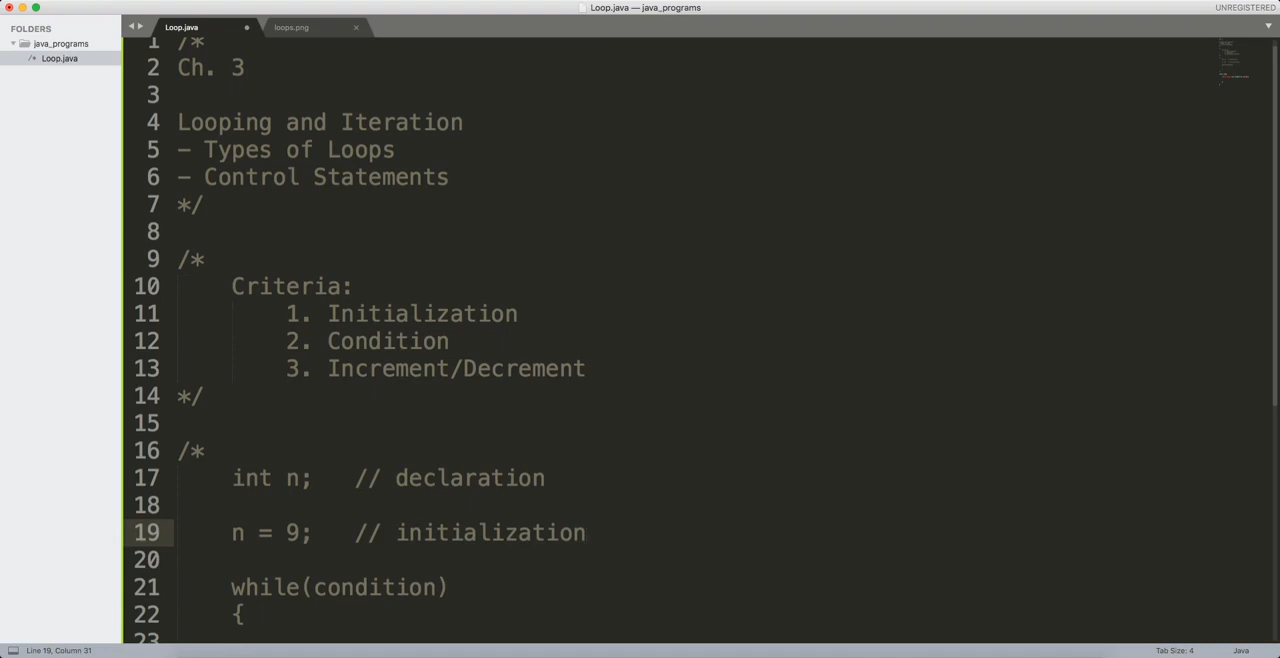 Loop.java — java_programs
UNREGISTERED
FOLDERS
java_programs
/* Loop.java
Loop.java
loops.png
1 /*
2 Ch. 3
3
4 Looping and Iteration
5 - Types of Loops
6 - Control Statements
7 */
8
9 /*
10 Criteria:
11 1. Initialization
12 2. Condition
13 3. Increment/Decrement
14 */
15
16 /*
17 int n; // declaration
18
19 n = 9; // initialization
20
21 while(condition)
22 {
23
Line 19, Column 31
Tab Size: 4
Java